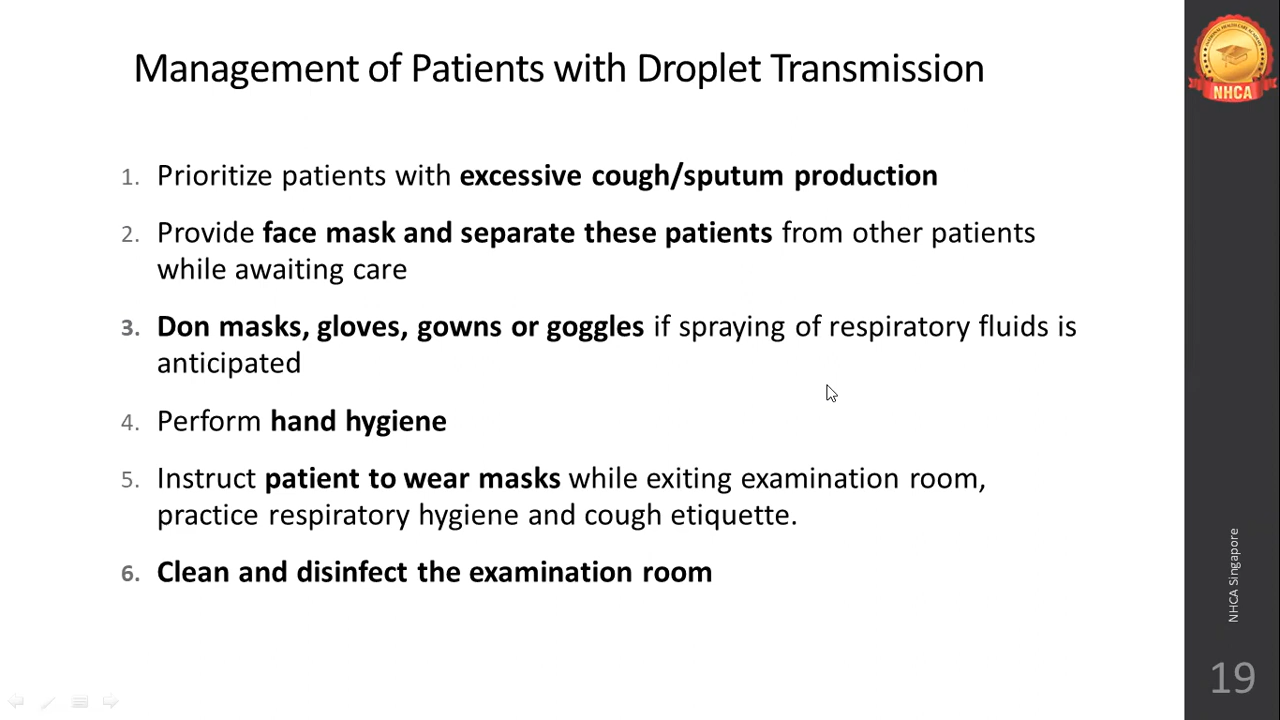 Management of Patients with Droplet Transmission
1. Prioritize patients with excessive cough/sputum production
2. Provide face mask and separate these patients from other patients
while awaiting care
3. Don masks, gloves, gowns or goggles if spraying of respiratory fluids is
anticipated
4. Perform hand hygiene
5. Instruct patient to wear masks while exiting examination room,
practice respiratory hygiene and cough etiquette.
6. Clean and disinfect the examination room
NHCA
NHCA Singapore
19